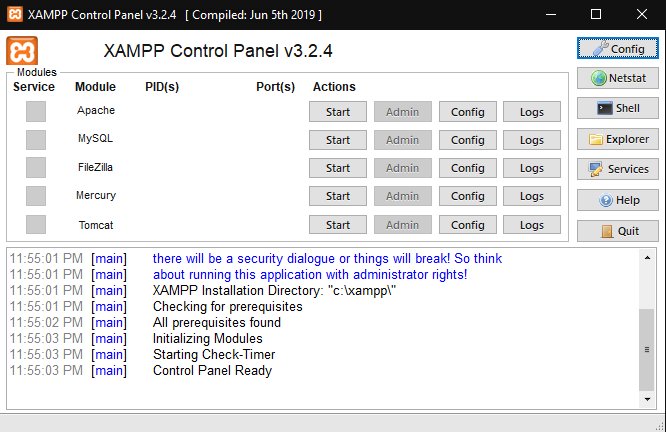 XAMPP Control Panel v3.2.4 [ Compiled: Jun 5th 2019 ]
XAMPP Control Panel v3.2.4
Config
Modules
Service Module PID(s) Port(s) Actions
Netstat
Apache Start Admin Config Logs
Shell
MySQL Start Admin Config Logs
Explorer
FileZilla Start Admin Config Logs
Services
Mercury Start Admin Config Logs
Help
Tomcat Start Admin Config Logs
Quit
11:55:01 PM [main] there will be a security dialogue or things will break! So think
11:55:01 PM [main] about running this application with administrator rights!
11:55:01 PM [main] XAMPP Installation Directory: "c:\xampp\"
11:55:01 PM [main] Checking for prerequisites
11:55:02 PM [main] All prerequisites found
11:55:03 PM [main] Initializing Modules
11:55:03 PM [main] Starting Check-Timer
11:55:03 PM [main] Control Panel Ready